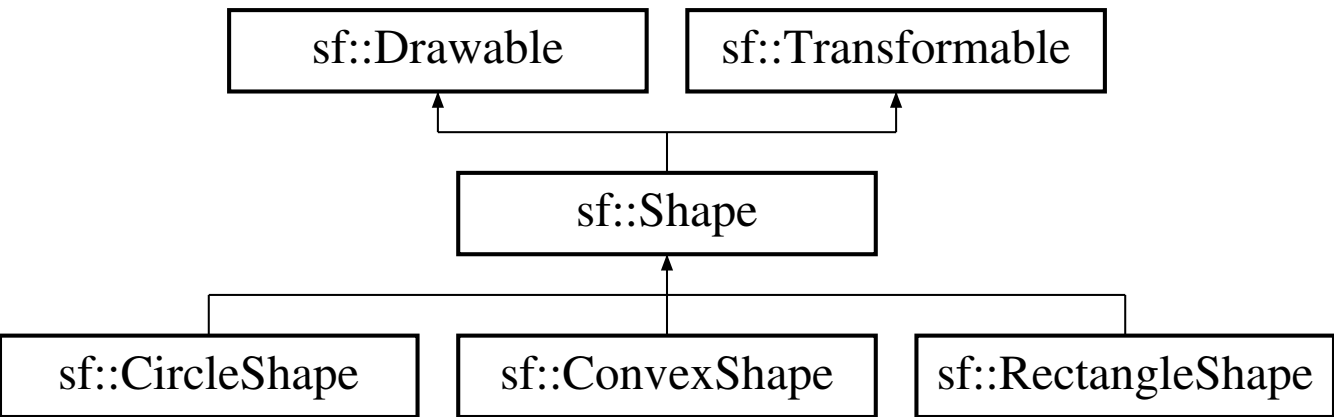 sf::Drawable
sf::Transformable
sf::Shape
sf::CircleShape
sf::ConvexShape
sf::RectangleShape